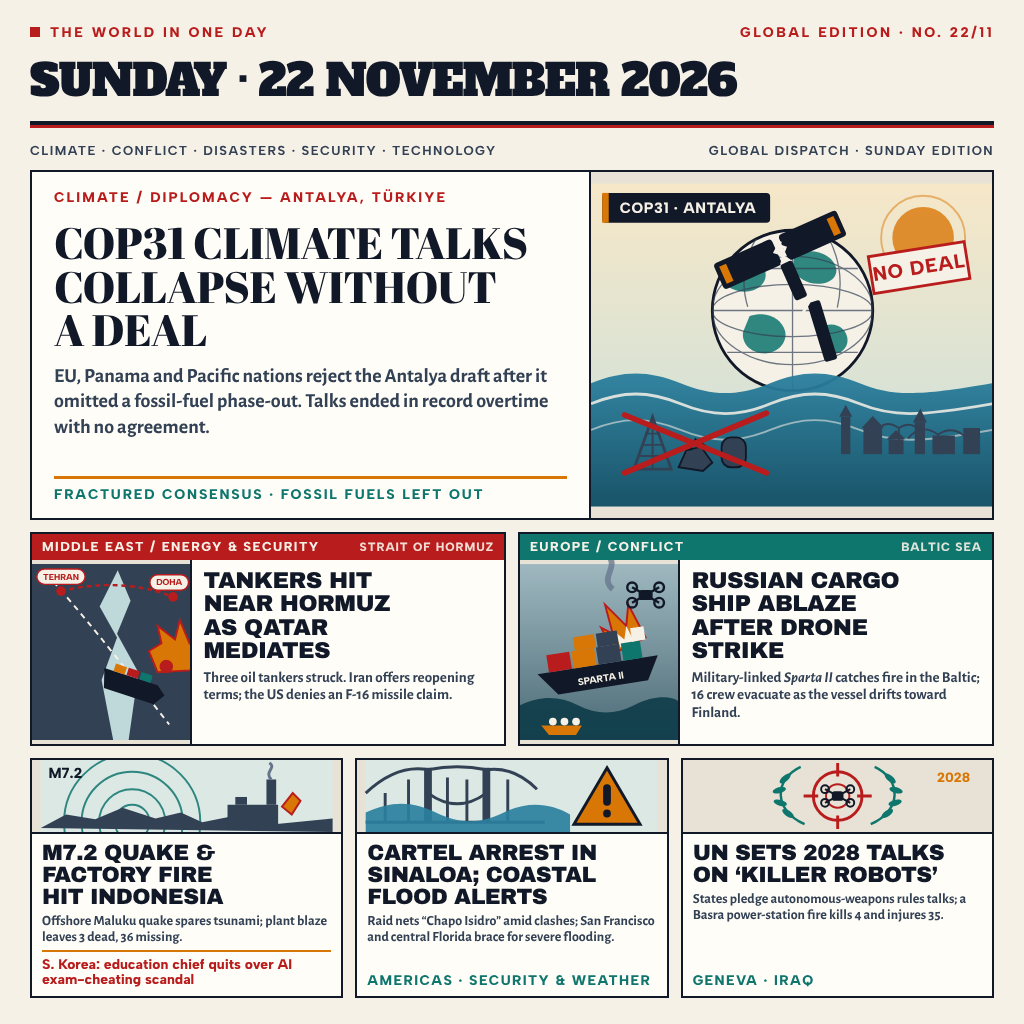 THE WORLD IN ONE DAY
GLOBAL EDITION · NO. 22/11
SUNDAY · 22 NOVEMBER 2026
CLIMATE · CONFLICT · DISASTERS · SECURITY · TECHNOLOGY
GLOBAL DISPATCH · SUNDAY EDITION
CLIMATE / DIPLOMACY — ANTALYA, TÜRKIYE
COP31 CLIMATE TALKS
COLLAPSE WITHOUT
A DEAL
EU, Panama and Pacific nations reject the Antalya draft after it
omitted a fossil-fuel phase-out. Talks ended in record overtime
with no agreement.
FRACTURED CONSENSUS · FOSSIL FUELS LEFT OUT
COP31 · ANTALYA
NO DEAL
MIDDLE EAST / ENERGY & SECURITY
STRAIT OF HORMUZ
TEHRAN
DOHA
TANKERS HIT
NEAR HORMUZ
AS QATAR
MEDIATES
Three oil tankers struck. Iran offers reopening
terms; the US denies an F-16 missile claim.
EUROPE / CONFLICT
BALTIC SEA
SPARTA II
RUSSIAN CARGO
SHIP ABLAZE
AFTER DRONE
STRIKE
Military-linked Sparta II catches fire in the Baltic;
16 crew evacuate as the vessel drifts toward
Finland.
M7.2
M7.2 QUAKE &
FACTORY FIRE
HIT INDONESIA
Offshore Maluku quake spares tsunami; plant blaze
leaves 3 dead, 36 missing.
S. Korea: education chief quits over AI
exam-cheating scandal
CARTEL ARREST IN
SINALOA; COASTAL
FLOOD ALERTS
Raid nets “Chapo Isidro” amid clashes; San Francisco
and central Florida brace for severe flooding.
AMERICAS · SECURITY & WEATHER
2028
UN SETS 2028 TALKS
ON ‘KILLER ROBOTS’
States pledge autonomous-weapons rules talks; a
Basra power-station fire kills 4 and injures 35.
GENEVA · IRAQ